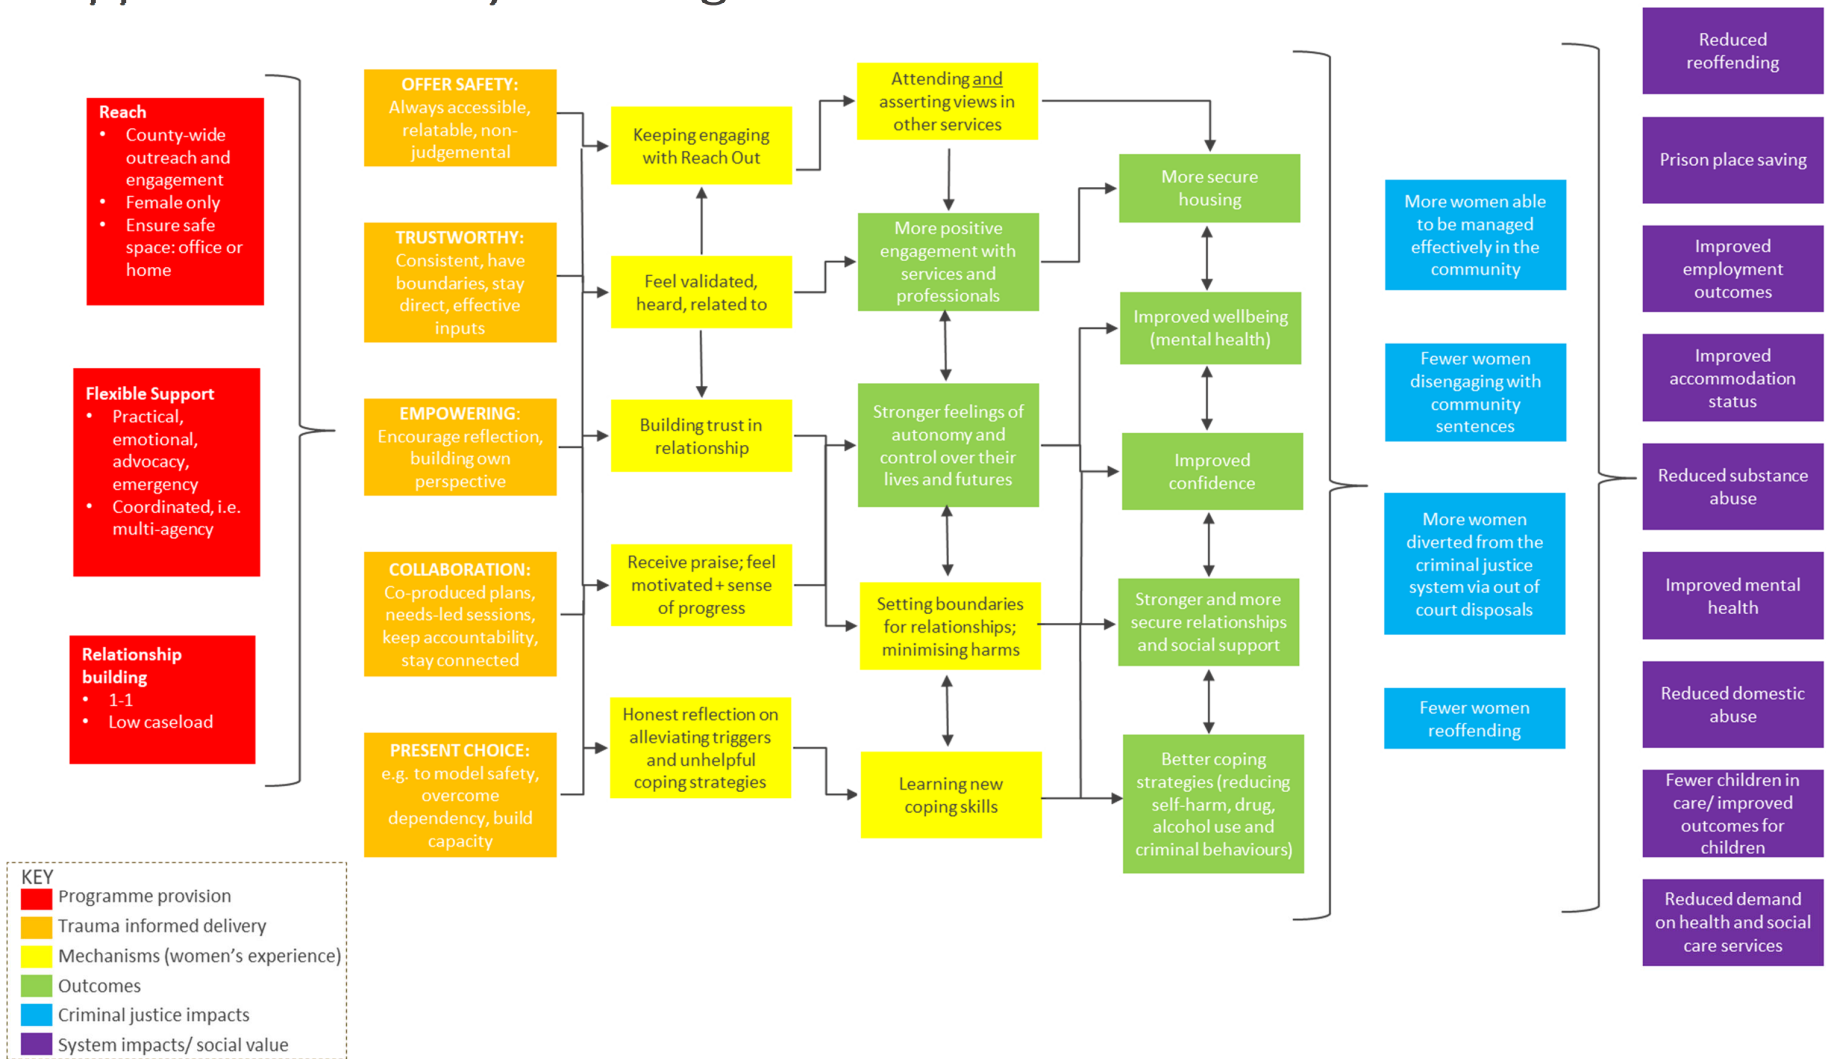 Reach
• County-wide
outreach and
engagement
• Female only
• Ensure safe
space: office or
home
Flexible Support
• Practical,
emotional,
advocacy,
emergency
• Coordinated, i.e.
multi-agency
Relationship
building
• 1-1
• Low caseload
OFFER SAFETY:
Always accessible,
relatable, non-
judgemental
TRUSTWORTHY:
Consistent, have
boundaries, stay
direct, effective
inputs
EMPOWERING:
Encourage reflection,
building own
perspective
COLLABORATION:
Co-produced plans,
needs-led sessions,
keep accountability,
stay connected
PRESENT CHOICE:
e.g. to model safety,
overcome
dependency, build
capacity
Keeping engaging
with Reach Out
Feel validated,
heard, related to
Building trust in
relationship
Receive praise; feel
motivated + sense
of progress
Honest reflection on
alleviating triggers
and unhelpful
coping strategies
Attending and
asserting views in
other services
More positive
engagement with
services and
professionals
Stronger feelings of
autonomy and
control over their
lives and futures
Setting boundaries
for relationships;
minimising harms
Learning new
coping skills
More secure
housing
Improved wellbeing
(mental health)
Improved
confidence
Stronger and more
secure relationships
and social support
Better coping
strategies (reducing
self-harm, drug,
alcohol use and
criminal behaviours)
More women able
to be managed
effectively in the
community
Fewer women
disengaging with
community
sentences
More women
diverted from the
criminal justice
system via out of
court disposals
Fewer women
reoffending
Reduced
reoffending
Prison place saving
Improved
employment
outcomes
Improved
accommodation
status
Reduced substance
abuse
Improved mental
health
Reduced domestic
abuse
Fewer children in
care/ improved
outcomes for
children
Reduced demand
on health and social
care services
KEY
Programme provision
Trauma informed delivery
Mechanisms (women's experience)
Outcomes
Criminal justice impacts
System impacts/ social value